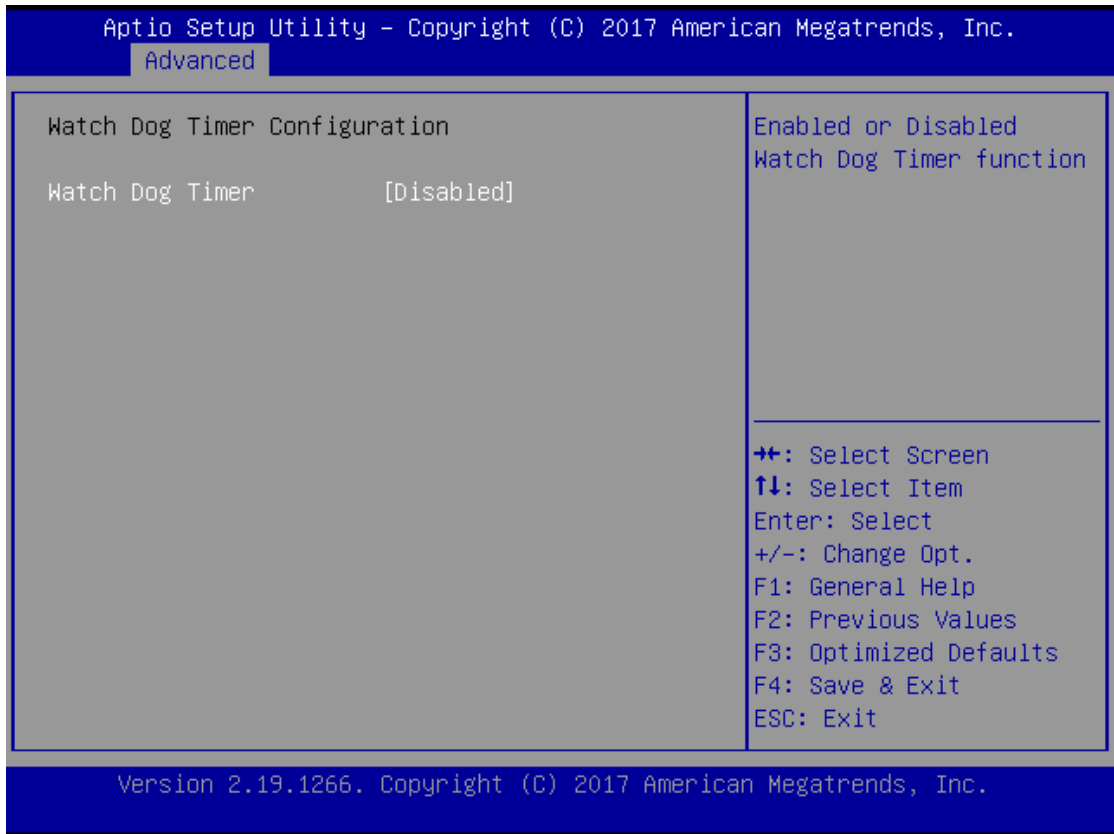 Aptio Setup Utility – Copyright (C) 2017 American Megatrends, Inc.
Advanced
Watch Dog Timer Configuration
Watch Dog Timer [Disabled]
Enabled or Disabled
Watch Dog Timer function
→←: Select Screen
↑↓: Select Item
Enter: Select
+/-: Change Opt.
F1: General Help
F2: Previous Values
F3: Optimized Defaults
F4: Save & Exit
ESC: Exit
Version 2.19.1266. Copyright (C) 2017 American Megatrends, Inc.